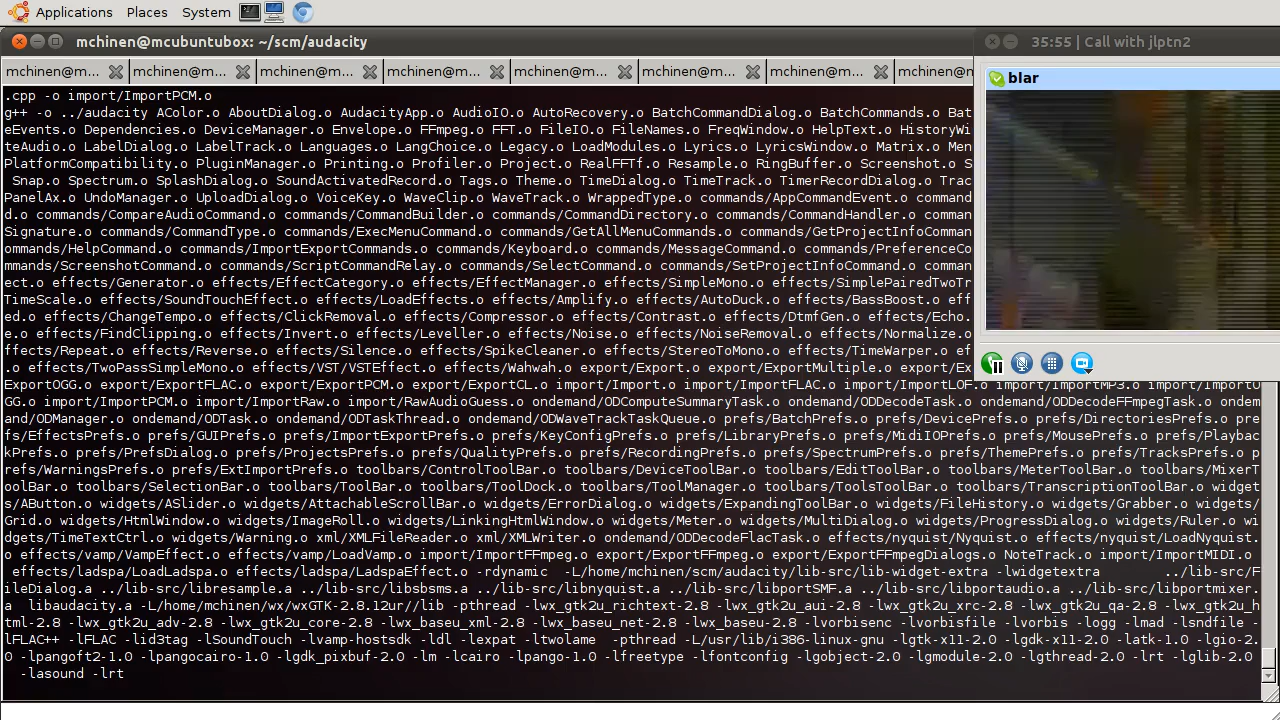 Applications Places System
mchinen@mcubuntubox: ~/scm/audacity
35:55 | Call with jlptn2
mchinen@m... mchinen@m... mchinen@m... mchinen@m... mchinen@m... mchinen@m... mchinen@m... mchinen@m
blar
.cpp -o import/ImportPCM.o
g++ -o ../audacity AColor.o AboutDialog.o AudacityApp.o AudioIO.o AutoRecovery.o BatchCommandDialog.o BatchCommands.o Bat
eEvents.o Dependencies.o DeviceManager.o Envelope.o FFmpeg.o FFT.o FileIO.o FileNames.o FreqWindow.o HelpText.o HistoryWi
teAudio.o LabelDialog.o LabelTrack.o Languages.o LangChoice.o Legacy.o LoadModules.o Lyrics.o LyricsWindow.o Matrix.o Men
PlatformCompatibility.o PluginManager.o Printing.o Profiler.o Project.o RealFFTf.o Resample.o RingBuffer.o Screenshot.o S
Snap.o Spectrum.o SplashDialog.o SoundActivatedRecord.o Tags.o Theme.o TimeDialog.o TimeTrack.o TimerRecordDialog.o Trac
PanelAx.o UndoManager.o UploadDialog.o VoiceKey.o WaveClip.o WaveTrack.o WrappedType.o commands/AppCommandEvent.o command
d.o commands/CompareAudioCommand.o commands/CommandBuilder.o commands/CommandDirectory.o commands/CommandHandler.o comman
Signature.o commands/CommandType.o commands/ExecMenuCommand.o commands/GetAllMenuCommands.o commands/GetProjectInfoComman
ommands/HelpCommand.o commands/ImportExportCommands.o commands/Keyboard.o commands/MessageCommand.o commands/PreferenceCo
mmands/ScreenshotCommand.o commands/ScriptCommandRelay.o commands/SelectCommand.o commands/SetProjectInfoCommand.o comman
effects/Generator.o effects/EffectCategory.o effects/EffectManager.o effects/SimpleMono.o effects/SimplePairedTwoTr
TimeScale.o effects/SoundTouchEffect.o effects/LoadEffects.o effects/Amplify.o effects/AutoDuck.o effects/BassBoost.o eff
ed.o effects/ChangeTempo.o effects/ClickRemoval.o effects/Compressor.o effects/Contrast.o effects/DtmfGen.o effects/Echo.
o effects/FindClipping.o effects/Invert.o effects/Leveller.o effects/Noise.o effects/NoiseRemoval.o effects/Normalize.o
effects/Repeat.o effects/Reverse.o effects/Silence.o effects/SpikeCleaner.o effects/StereoToMono.o effects/TimeWarper.o ef
.o effects/TwoPassSimpleMono.o effects/VST/VSTEffect.o effects/Wahwah.o export/Export.o export/ExportMultiple.o export/Ex
ExportOGG.o export/ExportFLAC.o export/ExportPCM.o export/ExportCL.o import/Import.o import/ImportFLAC.o import/ImportLOF.o import/ImportMP3.o import/ImportO
GG.o import/ImportPCM.o import/ImportRaw.o import/RawAudioGuess.o ondemand/ODComputeSummaryTask.o ondemand/ODDecodeTask.o ondemand/ODDecodeFFmpegTask.o ondem
and/ODManager.o ondemand/ODTask.o ondemand/ODTaskThread.o ondemand/ODWaveTrackTaskQueue.o prefs/BatchPrefs.o prefs/DevicePrefs.o prefs/DirectoriesPrefs.o pre
fs/EffectsPrefs.o prefs/GUIPrefs.o prefs/ImportExportPrefs.o prefs/KeyConfigPrefs.o prefs/LibraryPrefs.o prefs/MidiIOPrefs.o prefs/MousePrefs.o prefs/Playbac
kPrefs.o prefs/PrefsDialog.o prefs/ProjectsPrefs.o prefs/QualityPrefs.o prefs/RecordingPrefs.o prefs/SpectrumPrefs.o prefs/ThemePrefs.o prefs/TracksPrefs.o p
refs/WarningsPrefs.o prefs/ExtImportPrefs.o toolbars/ControlToolBar.o toolbars/DeviceToolBar.o toolbars/EditToolBar.o toolbars/MeterToolBar.o toolbars/MixerT
oolBar.o toolbars/SelectionBar.o toolbars/ToolBar.o toolbars/ToolDock.o toolbars/ToolManager.o toolbars/ToolsToolBar.o toolbars/TranscriptionToolBar.o widget
s/AButton.o widgets/ASlider.o widgets/AttachableScrollBar.o widgets/ErrorDialog.o widgets/ExpandingToolBar.o widgets/FileHistory.o widgets/Grabber.o widgets/
Grid.o widgets/HtmlWindow.o widgets/ImageRoll.o widgets/LinkingHtmlWindow.o widgets/Meter.o widgets/MultiDialog.o widgets/ProgressDialog.o widgets/Ruler.o wi
dgets/TimeTextCtrl.o widgets/Warning.o xml/XMLFileReader.o xml/XMLWriter.o ondemand/ODDecodeFlacTask.o effects/nyquist/Nyquist.o effects/nyquist/LoadNyquist.
o effects/vamp/VampEffect.o effects/vamp/LoadVamp.o import/ImportFFmpeg.o export/ExportFFmpeg.o export/ExportFFmpegDialogs.o NoteTrack.o import/ImportMIDI.o
effects/ladspa/LoadLadspa.o effects/ladspa/LadspaEffect.o -rdynamic -L/home/mchinen/scm/audacity/lib-src/lib-widget-extra -lwidgetextra ../lib-src/F
ileDialog.a ../lib-src/libresample.a ../lib-src/libsbsms.a ../lib-src/libnyquist.a ../lib-src/libportSMF.a ../lib-src/libportaudio.a ../lib-src/libportmixer.
a libaudacity.a -L/home/mchinen/wx/wxGTK-2.8.12ur//lib -pthread -lwx_gtk2u_richtext-2.8 -lwx_gtk2u_aui-2.8 -lwx_gtk2u_xrc-2.8 -lwx_gtk2u_qa-2.8 -lwx_gtk2u_h
tml-2.8 -lwx_gtk2u_adv-2.8 -lwx_gtk2u_core-2.8 -lwx_baseu_xml-2.8 -lwx_baseu_net-2.8 -lwx_baseu-2.8 -lvorbisenc -lvorbisfile -lvorbis -logg -lmad -lsndfile -
lFLAC++ -lFLAC -lid3tag -lSoundTouch -lvamp-hostsdk -ldl -lexpat -ltwolame -pthread -L/usr/lib/i386-linux-gnu -lgtk-x11-2.0 -lgdk-x11-2.0 -latk-1.0 -lgio-2.
0 -lpangoft2-1.0 -lpangocairo-1.0 -lgdk_pixbuf-2.0 -lm -lcairo -lpango-1.0 -lfreetype -lfontconfig -lgobject-2.0 -lgmodule-2.0 -lgthread-2.0 -lrt -lglib-2.0
-lasound -lrt